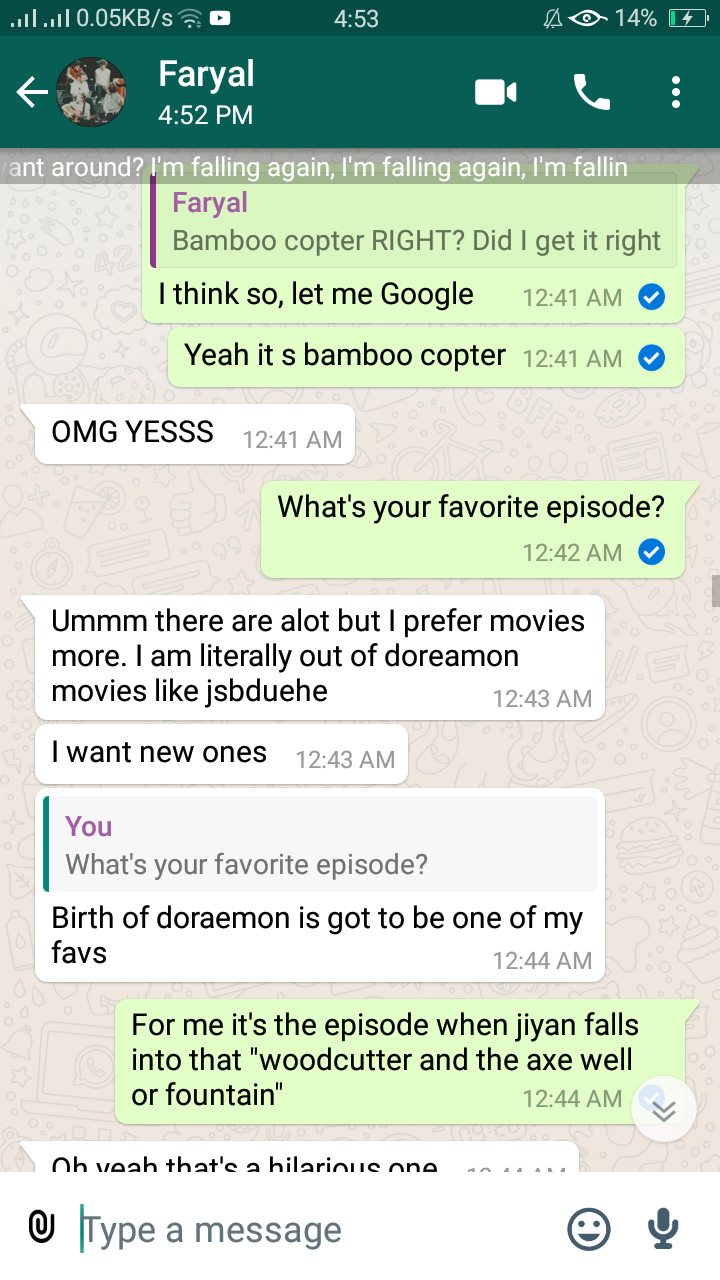 0.05KB/s 4:53 14%
Faryal
4:52 PM
ant around? I'm falling again, I'm falling again, I'm fallin
Faryal
Bamboo copter RIGHT? Did I get it right
I think so, let me Google 12:41 AM
Yeah it s bamboo copter 12:41 AM
OMG YESSS 12:41 AM
What's your favorite episode?
12:42 AM
Ummm there are alot but I prefer movies
more. I am literally out of doreamon
movies like jsbduehe 12:43 AM
I want new ones 12:43 AM
You
What's your favorite episode?
Birth of doraemon is got to be one of my
favs 12:44 AM
For me it's the episode when jiyan falls
into that "woodcutter and the axe well
or fountain" 12:44 AM
Oh yeah that's a hilarious one 12:44 AM
Type a message